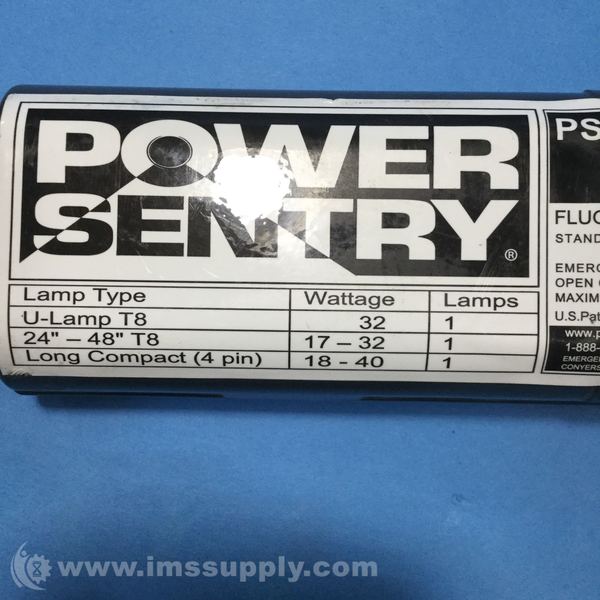 POWER
SENTRY®
Lamp Type Wattage Lamps
U-Lamp T8 32 1
24" – 48" T8 17 – 32 1
Long Compact (4 pin) 18 - 40 1
PS
FLUO
STAND
EMERG
OPEN
MAXIM
U.S.Pat
www.p
1-888-
EMERGE
CONYERS
www.imssupply.com